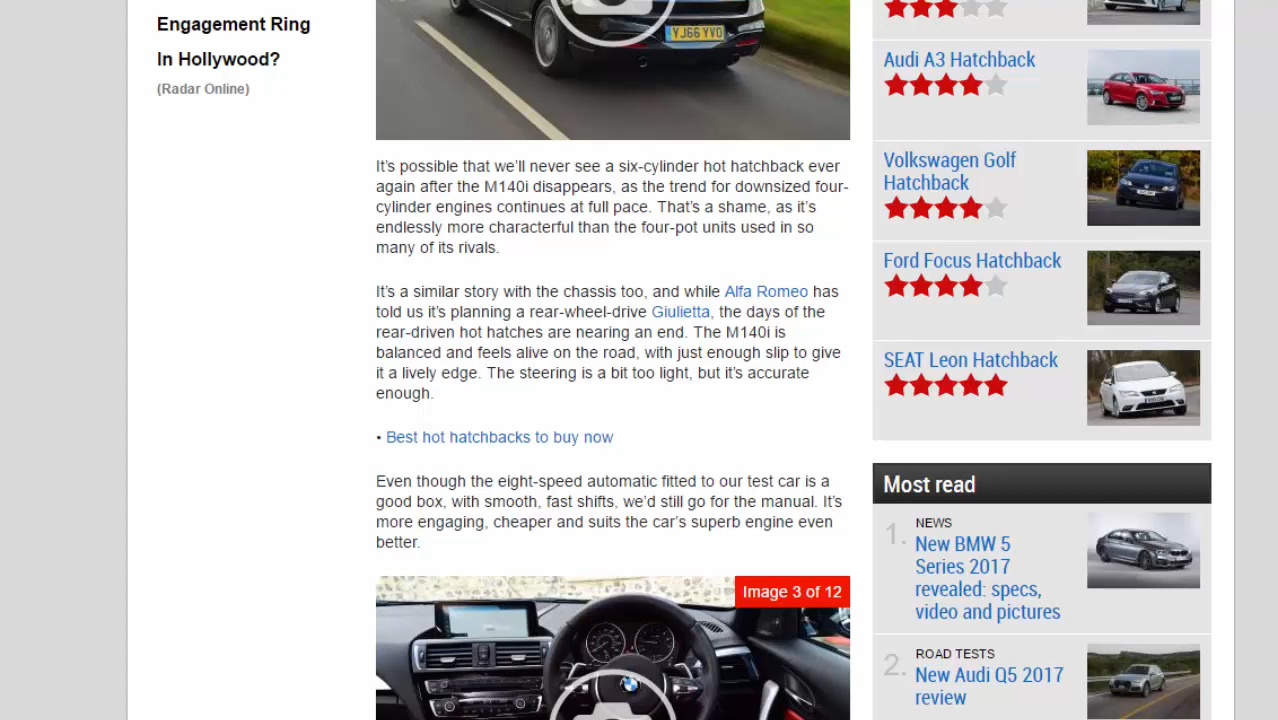 Engagement Ring
In Hollywood?
(Radar Online)
YJ66 YVO
It's possible that we'll never see a six-cylinder hot hatchback ever
again after the M140i disappears, as the trend for downsized four-
cylinder engines continues at full pace. That's a shame, as it's
endlessly more characterful than the four-pot units used in so
many of its rivals.
It's a similar story with the chassis too, and while Alfa Romeo has
told us it's planning a rear-wheel-drive Giulietta, the days of the
rear-driven hot hatches are nearing an end. The M140i is
balanced and feels alive on the road, with just enough slip to give
it a lively edge. The steering is a bit too light, but it's accurate
enough.
• Best hot hatchbacks to buy now
Even though the eight-speed automatic fitted to our test car is a
good box, with smooth, fast shifts, we'd still go for the manual. It's
more engaging, cheaper and suits the car's superb engine even
better.
Image 3 of 12
Audi A3 Hatchback
Volkswagen Golf
Hatchback
Ford Focus Hatchback
SEAT Leon Hatchback
Most read
1.
NEWS
New BMW 5
Series 2017
revealed: specs,
video and pictures
2.
ROAD TESTS
New Audi Q5 2017
review